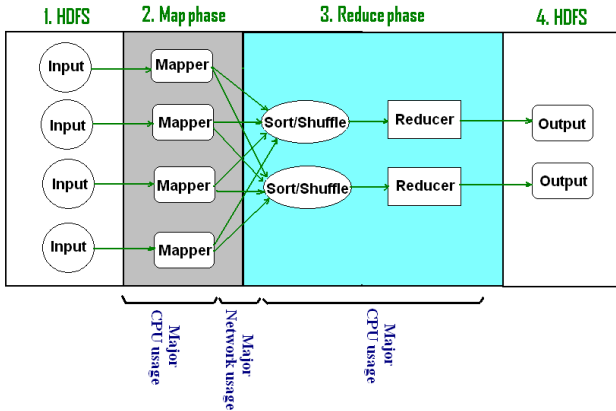 1. HDFS 2. Map phase 3. Reduce phase 4. HDFS
Input
Mapper
Input
Mapper
Sort/Shuffle
Reducer
Output
Input
Mapper
Sort/Shuffle
Reducer
Output
Input
Mapper
Major
CPU usage
Major
Network usage
Major
CPU usage